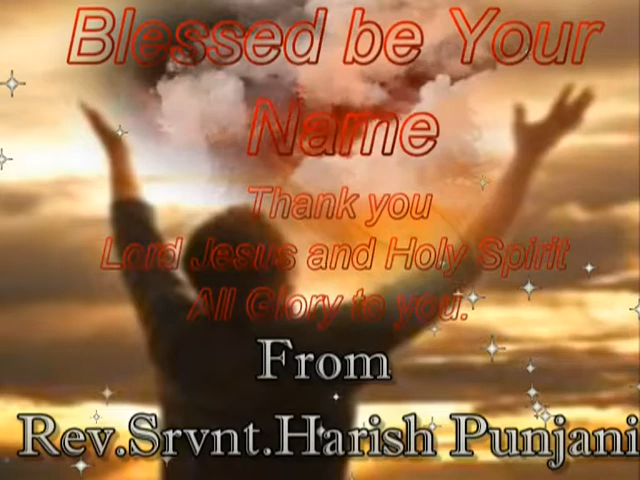 Blessed be Your
Name
Thank you
Lord Jesus and Holy Spirit
All Glory to you.
From
Rev.Srvnt.Harish Punjani